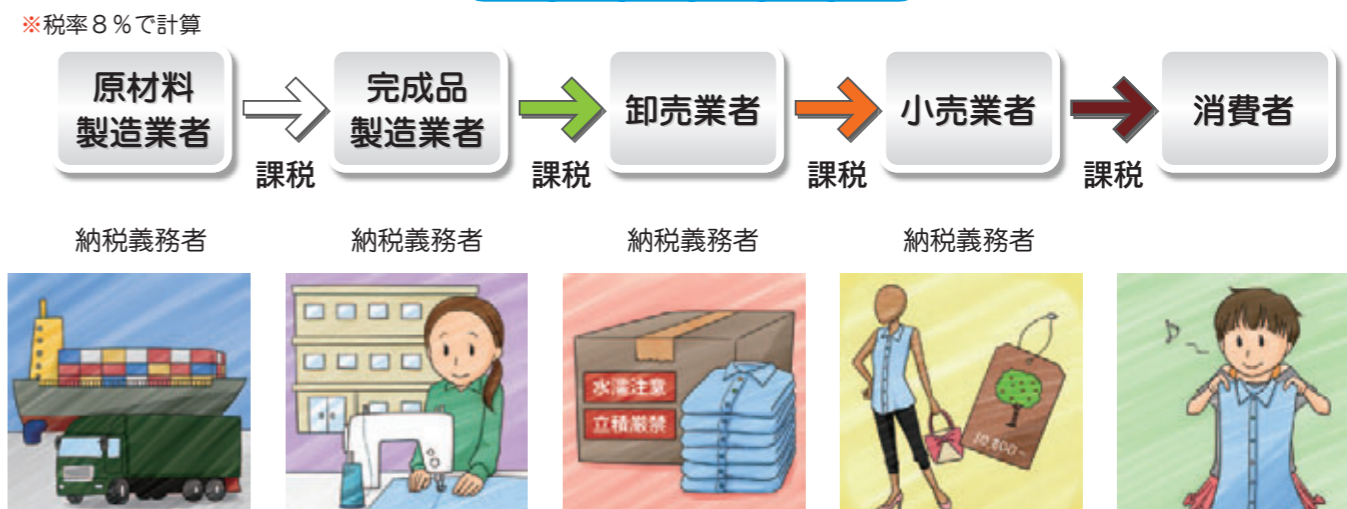 ※税率8%で計算
原材料
製造業者
完成品
製造業者
卸売業者
小売業者
消費者
課税
課税
課税
課税
納税義務者
納税義務者
納税義務者
納税義務者
水濡注意
立積厳禁
10,800-